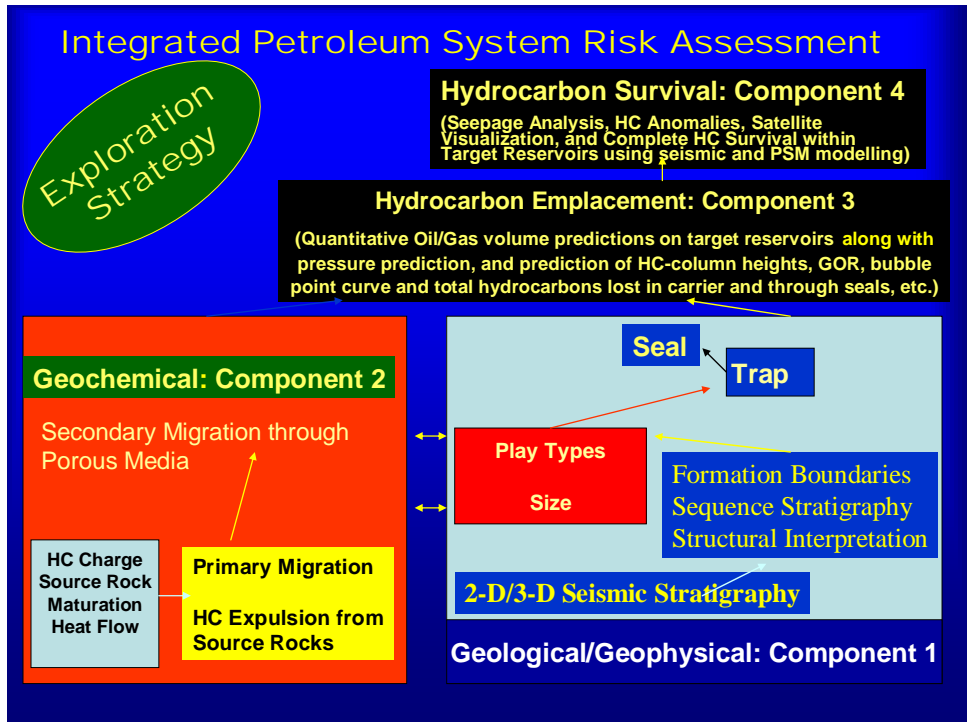 Integrated Petroleum System Risk Assessment
Exploration
Strategy
Hydrocarbon Survival: Component 4
(Seepage Analysis, HC Anomalies, Satellite
Visualization, and Complete HC Survival within
Target Reservoirs using seismic and PSM modelling)
Hydrocarbon Emplacement: Component 3
(Quantitative Oil/Gas volume predictions on target reservoirs along with
pressure prediction, and prediction of HC-column heights, GOR, bubble
point curve and total hydrocarbons lost in carrier and through seals, etc.)
Geochemical: Component 2
Secondary Migration through
Porous Media
HC Charge
Source Rock
Maturation
Heat Flow
Primary Migration
HC Expulsion from
Source Rocks
Seal
Trap
Play Types
Size
Formation Boundaries
Sequence Stratigraphy
Structural Interpretation
2-D/3-D Seismic Stratigraphy
Geological/Geophysical: Component 1